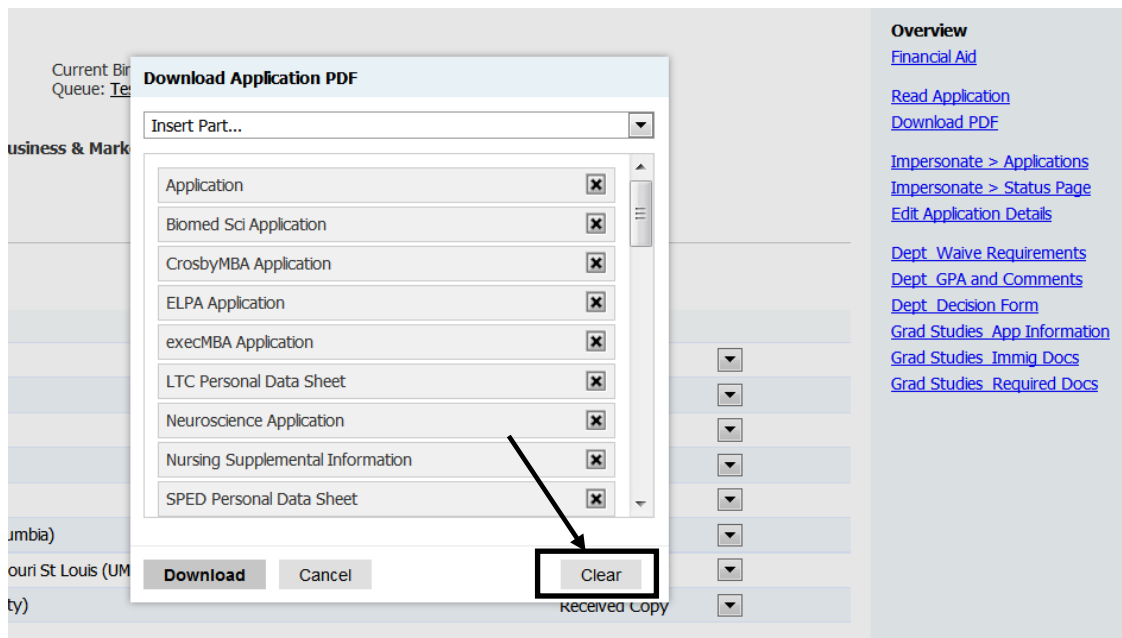 Current Bir
Queue: Te
usiness & Mark
umbia)
ouri St Louis (UM
ty)
Download Application PDF
Insert Part...
Application
Biomed Sci Application
CrosbyMBA Application
ELPA Application
execMBA Application
LTC Personal Data Sheet
Neuroscience Application
Nursing Supplemental Information
SPED Personal Data Sheet
Download Cancel Clear
Received Copy
Overview
Financial Aid
Read Application
Download PDF
Impersonate > Applications
Impersonate > Status Page
Edit Application Details
Dept Waive Requirements
Dept GPA and Comments
Dept Decision Form
Grad Studies App Information
Grad Studies Immig Docs
Grad Studies Required Docs